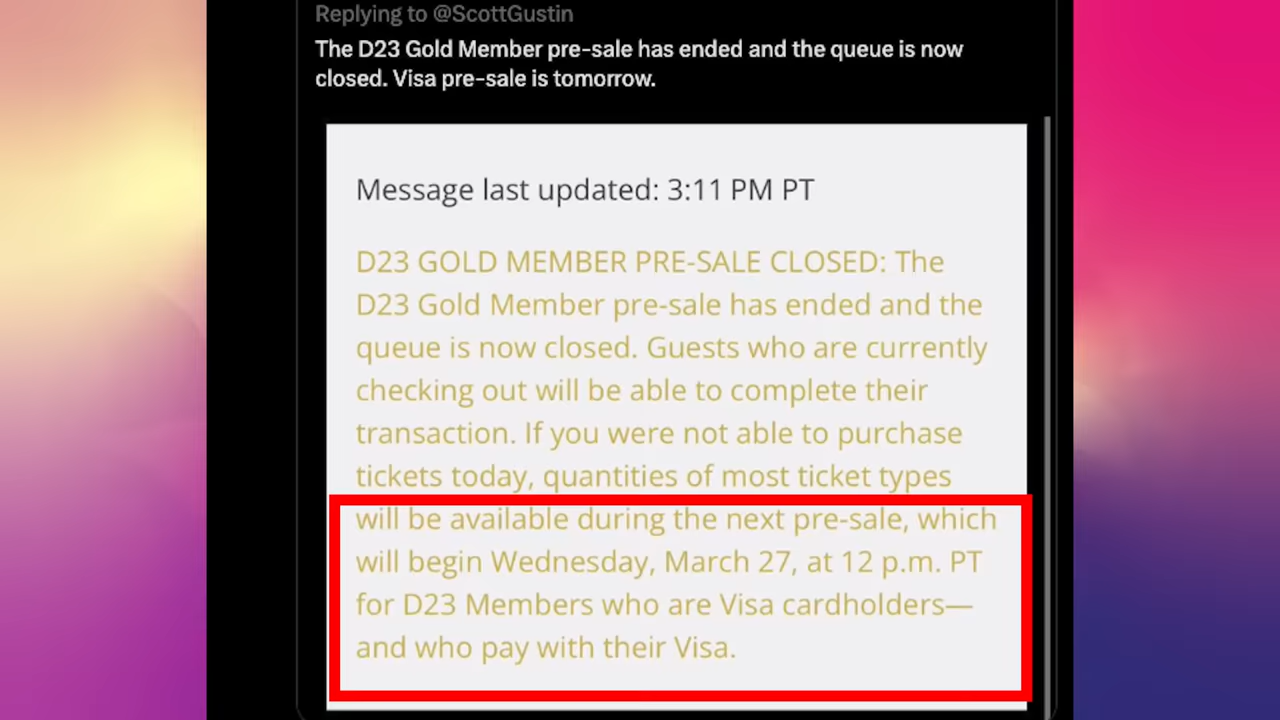 Replying to @ScottGustin
The D23 Gold Member pre-sale has ended and the queue is now
closed. Visa pre-sale is tomorrow.
Message last updated: 3:11 PM PT
D23 GOLD MEMBER PRE-SALE CLOSED: The
D23 Gold Member pre-sale has ended and the
queue is now closed. Guests who are currently
checking out will be able to complete their
transaction. If you were not able to purchase
tickets today, quantities of most ticket types
will be available during the next pre-sale, which
will begin Wednesday, March 27, at 12 p.m. PT
for D23 Members who are Visa cardholders—
and who pay with their Visa.